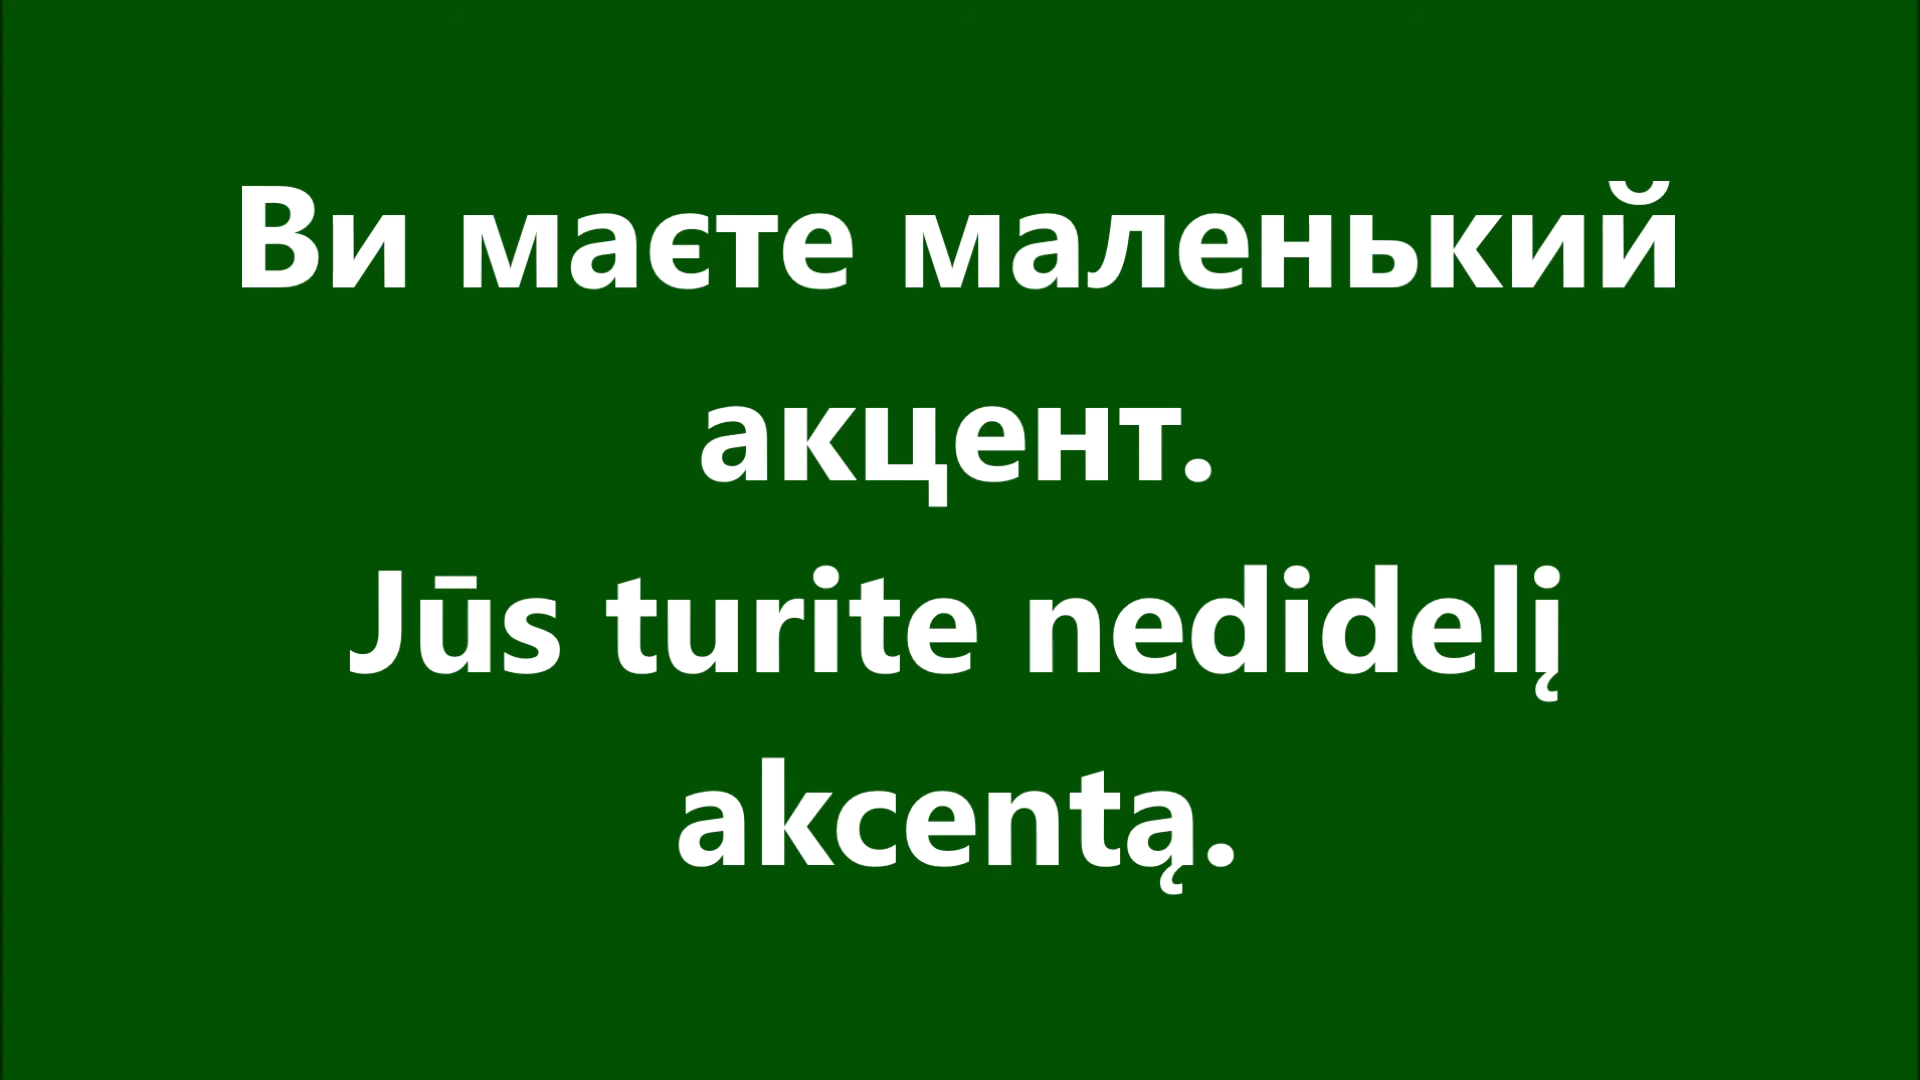 Ви маєте маленький
акцент.
Jūs turite nedidelį
akcentą.